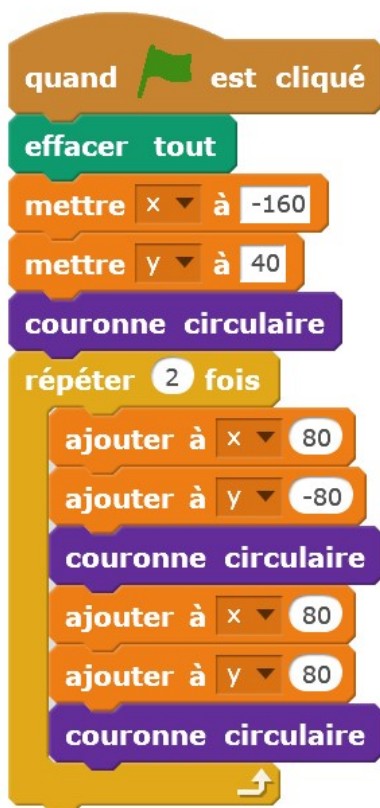 quand est cliqué
effacer tout
mettre x à -160
mettre y à 40
couronne circulaire
répéter 2 fois
ajouter à x 80
ajouter à y -80
couronne circulaire
ajouter à x 80
ajouter à y 80
couronne circulaire